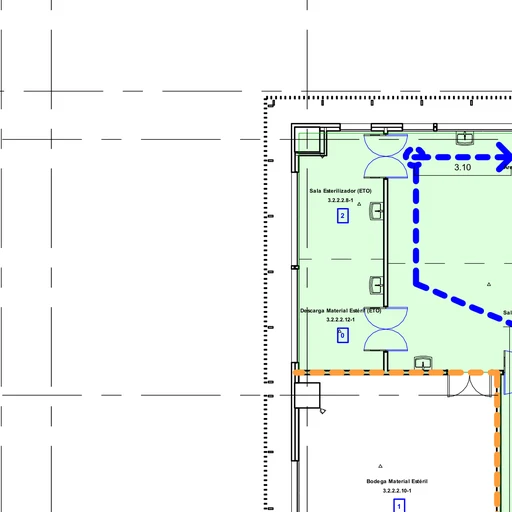 3.10
Sala Esterilizador (ETO)
3.2.2.2.8-1
2
Descarga Material Estéril (ETO)
3.2.2.2.12-1
0
Sal
Bodega Material Estéril
3.2.2.2.10-1
1